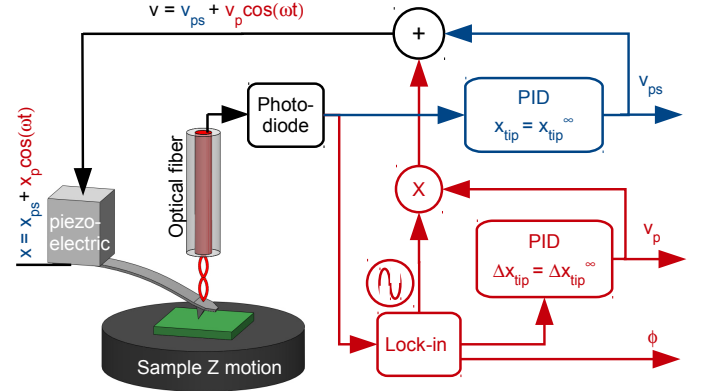 v = v_ps + v_p cos(ωt)
+
v_ps
Photo-
diode
PID
x_tip = x_tip^∞
x = x_ps + x_p cos(ωt)
piezo-
electric
Optical fiber
X
v_p
PID
Δx_tip = Δx_tip^∞
Lock-in
ϕ
Sample Z motion